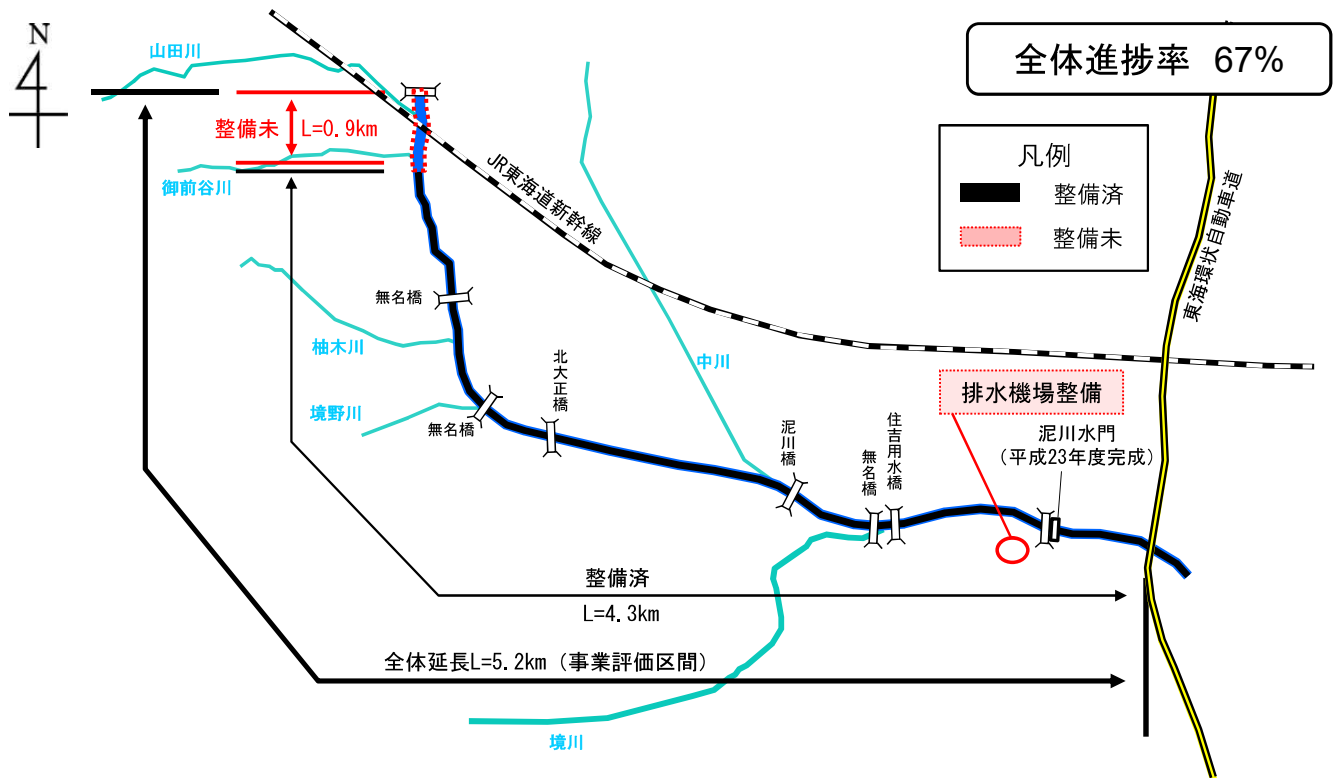 N
山田川
全体進捗率 67%
整備未 L=0.9km
凡例
整備済
整備未
御前谷川
JR東海道新幹線
東海環状自動車道
無名橋
柚木川
北大正橋
中川
排水機場整備
境野川
無名橋
泥川橋
住吉用水橋
無名橋
泥川水門
(平成23年度完成)
整備済
L=4.3km
全体延長L=5.2km (事業評価区間)
境川